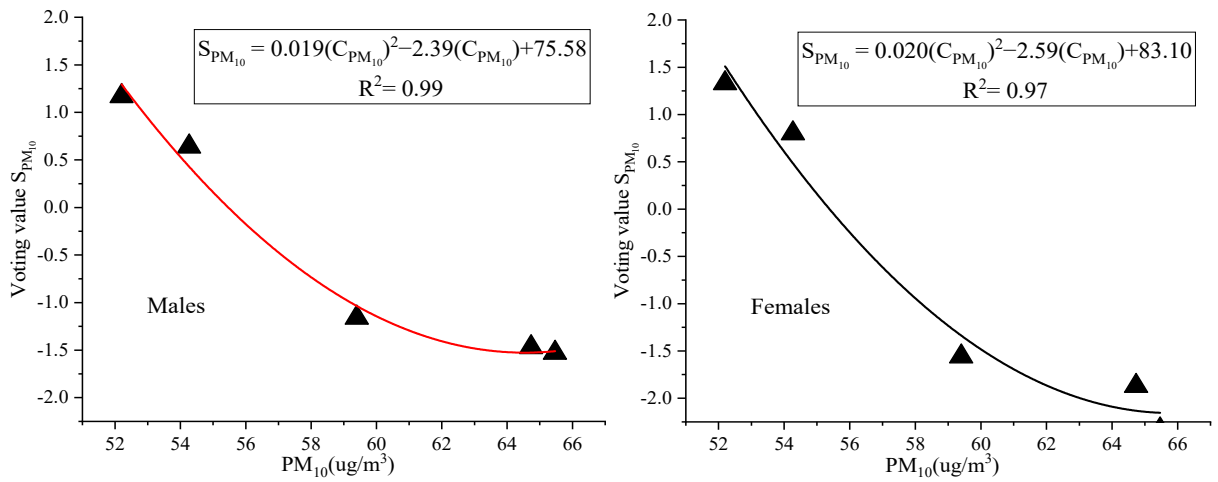 S_PM10 = 0.019(C_PM10)²−2.39(C_PM10)+75.58
R²= 0.99
Voting value S_PM10
2.0
1.5
1.0
0.5
0.0
-0.5
-1.0
-1.5
-2.0
Males
52 54 56 58 60 62 64 66
PM10(ug/m³)
S_PM10 = 0.020(C_PM10)²−2.59(C_PM10)+83.10
R²= 0.97
Voting value S_PM10
2.0
1.5
1.0
0.5
0.0
-0.5
-1.0
-1.5
-2.0
Females
52 54 56 58 60 62 64 66
PM10(ug/m³)